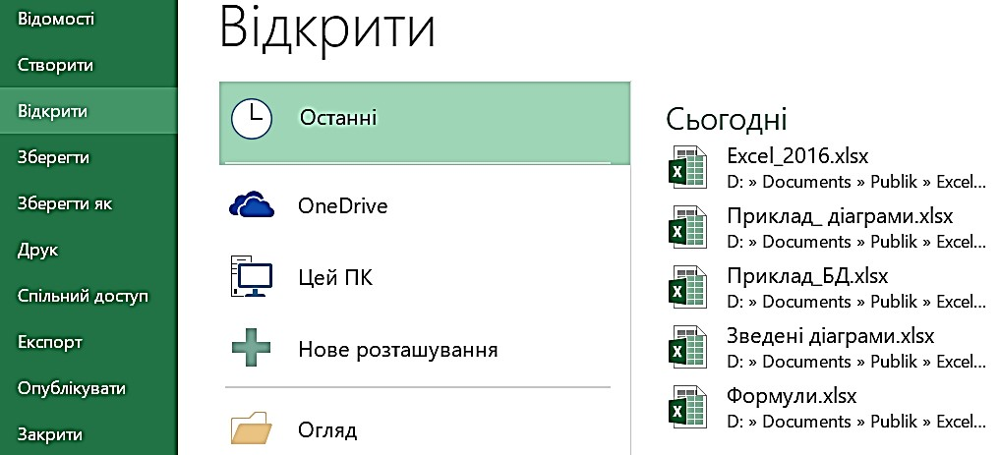 Відомості
Створити
Відкрити
Зберегти
Зберегти як
Друк
Спільний доступ
Експорт
Опублікувати
Закрити
Відкрити
Останні
OneDrive
Цей ПК
Нове розташування
Огляд
Сьогодні
Excel_2016.xlsx
D: » Documents » Publik » Excel...
Приклад_ діаграми.xlsx
D: » Documents » Publik » Excel...
Приклад_БД.xlsx
D: » Documents » Publik » Excel...
Зведені діаграми.xlsx
D: » Documents » Publik » Excel...
Формули.xlsx
D: » Documents » Publik » Excel...